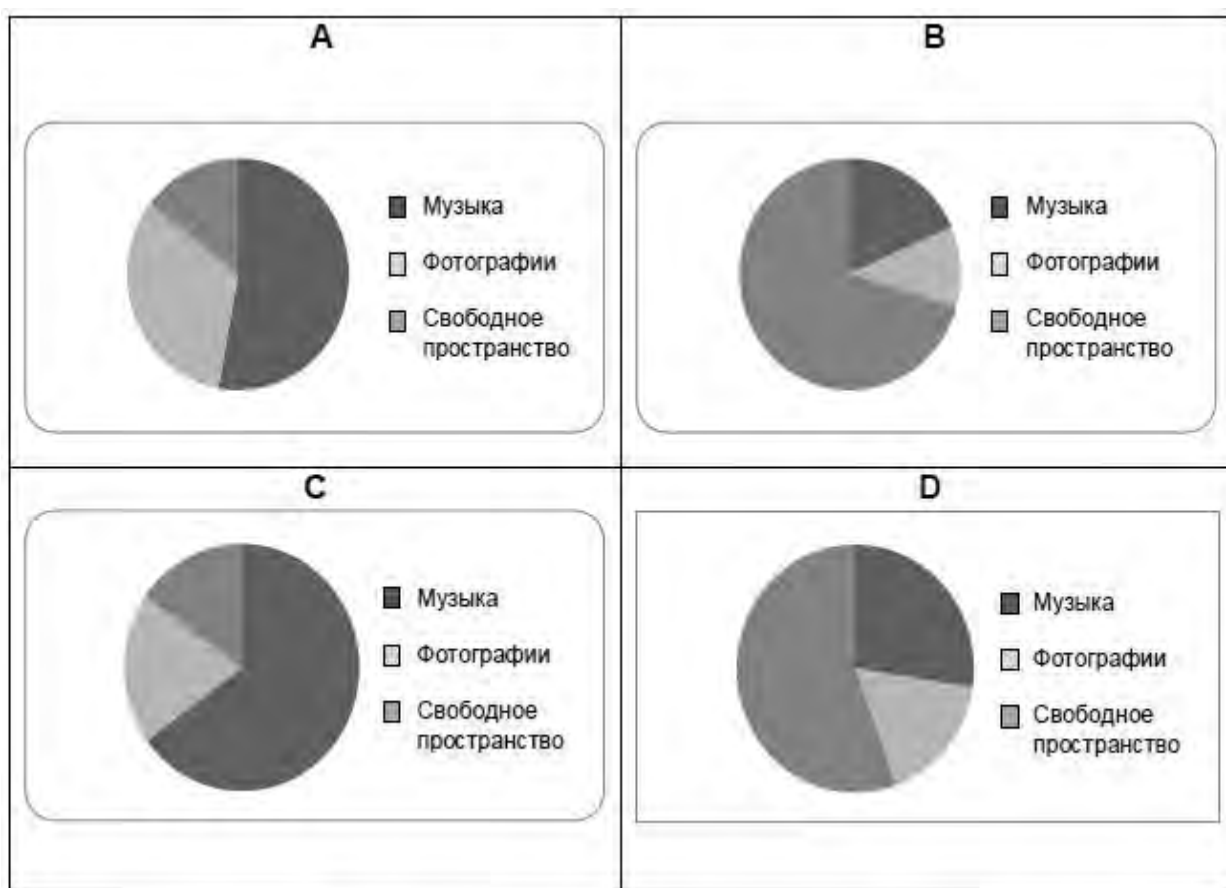 A
Музыка
Фотографии
Свободное
пространство
B
Музыка
Фотографии
Свободное
пространство
C
Музыка
Фотографии
Свободное
пространство
D
Музыка
Фотографии
Свободное
пространство